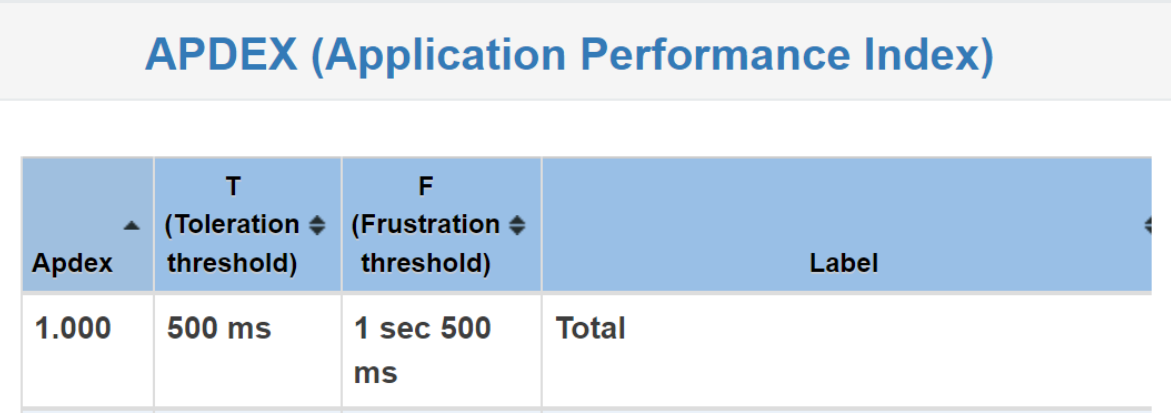 APDEX (Application Performance Index)
Apdex
T
(Toleration
threshold)
F
(Frustration
threshold)
Label
1.000
500 ms
1 sec 500
ms
Total